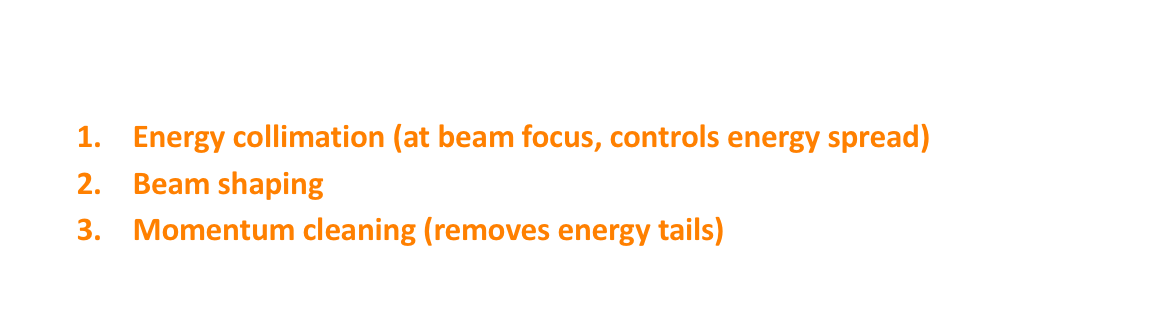 1. Energy collimation (at beam focus, controls energy spread)
2. Beam shaping
3. Momentum cleaning (removes energy tails)